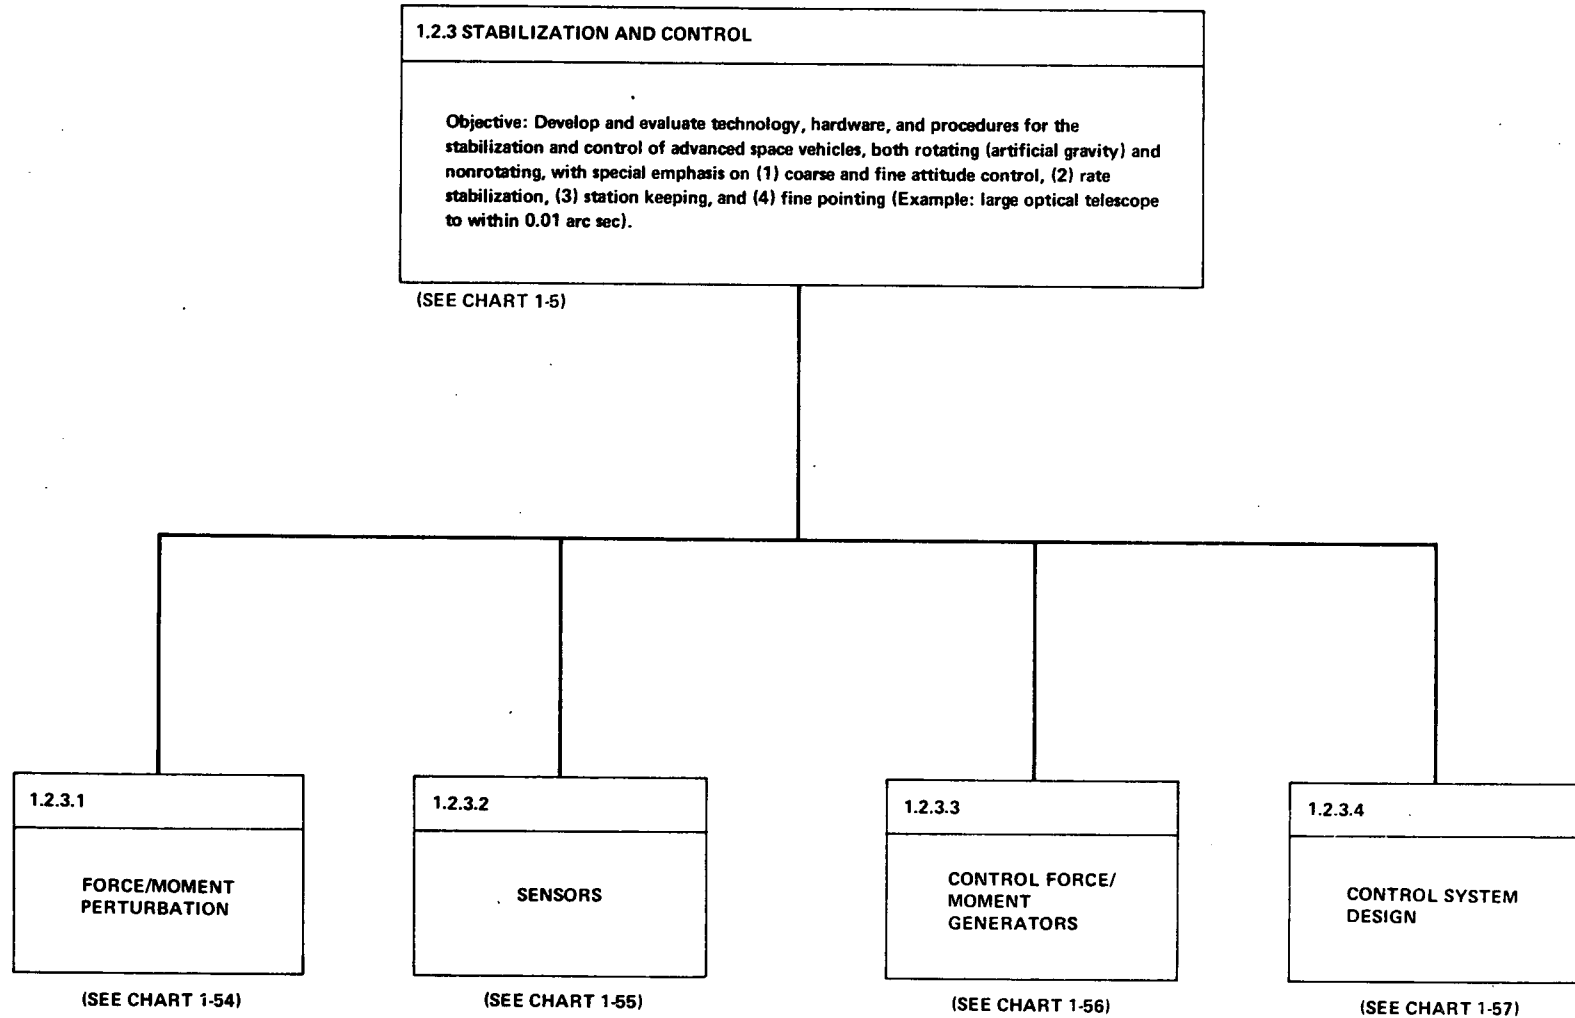 1.2.3 STABILIZATION AND CONTROL
Objective: Develop and evaluate technology, hardware, and procedures for the
stabilization and control of advanced space vehicles, both rotating (artificial gravity) and
nonrotating, with special emphasis on (1) coarse and fine attitude control, (2) rate
stabilization, (3) station keeping, and (4) fine pointing (Example: large optical telescope
to within 0.01 arc sec).
(SEE CHART 1-5)
1.2.3.1
FORCE/MOMENT
PERTURBATION
(SEE CHART 1-54)
1.2.3.2
SENSORS
(SEE CHART 1-55)
1.2.3.3
CONTROL FORCE/
MOMENT
GENERATORS
(SEE CHART 1-56)
1.2.3.4
CONTROL SYSTEM
DESIGN
(SEE CHART 1-57)